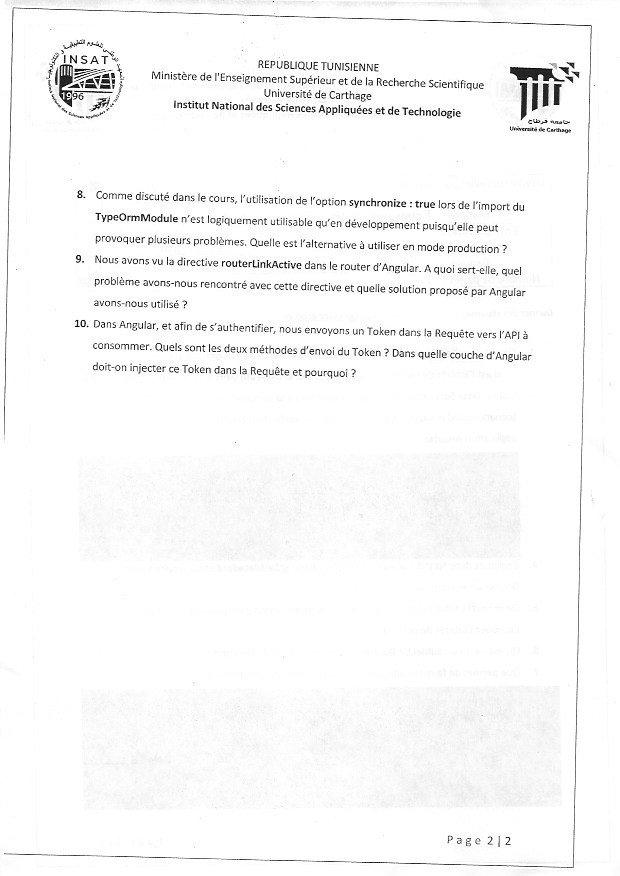 INSAT
1996
REPUBLIQUE TUNISIENNE
Ministère de l'Enseignement Supérieur et de la Recherche Scientifique
Université de Carthage
Institut National des Sciences Appliquées et de Technologie
جامعة قرطاج
Université de Carthage
8. Comme discuté dans le cours, l'utilisation de l'option synchronize : true lors de l'import du
TypeOrmModule n'est logiquement utilisable qu'en développement puisqu'elle peut
provoquer plusieurs problèmes. Quelle est l'alternative à utiliser en mode production ?
9. Nous avons vu la directive routerLinkActive dans le router d'Angular. A quoi sert-elle, quel
problème avons-nous rencontré avec cette directive et quelle solution proposé par Angular
avons-nous utilisé ?
10. Dans Angular, et afin de s'authentifier, nous envoyons un Token dans la Requête vers l'API à
consommer. Quels sont les deux méthodes d'envoi du Token ? Dans quelle couche d'Angular
doit-on injecter ce Token dans la Requête et pourquoi ?
Page 2|2